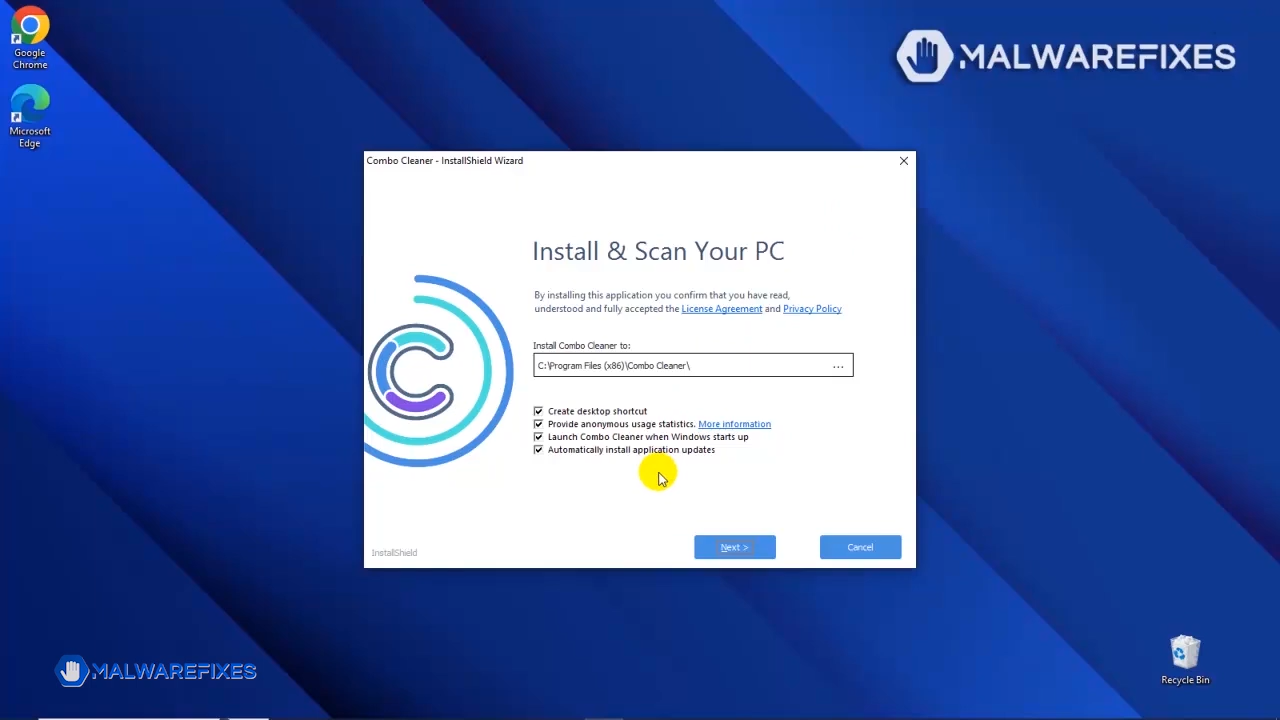 Google
Chrome
Microsoft
Edge
MALWAREFIXES
Combo Cleaner - InstallShield Wizard
Install & Scan Your PC
By installing this application you confirm that you have read,
understood and fully accepted the License Agreement and Privacy Policy
Install Combo Cleaner to:
C:\Program Files (x86)\Combo Cleaner\ ...
Create desktop shortcut
Provide anonymous usage statistics. More information
Launch Combo Cleaner when Windows starts up
Automatically install application updates
InstallShield
Next >
Cancel
MALWAREFIXES
Recycle Bin